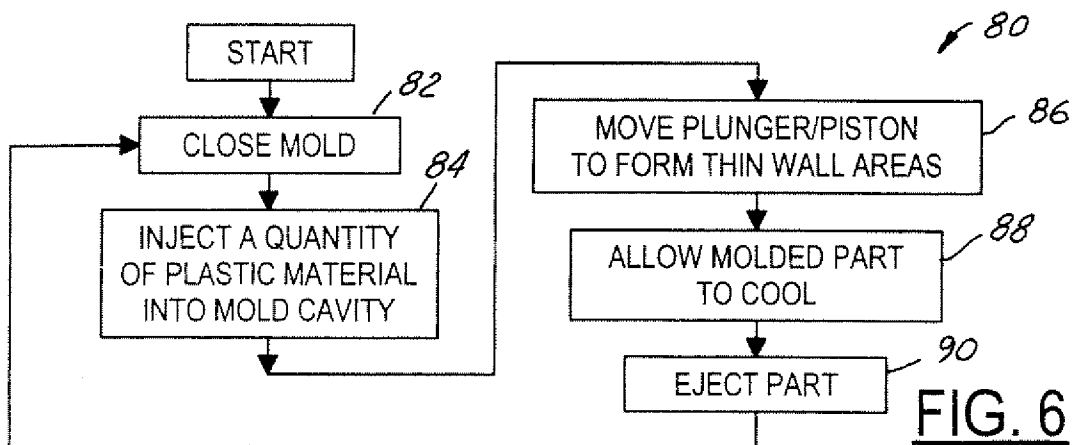 START
80
82
CLOSE MOLD
84
INJECT A QUANTITY
OF PLASTIC MATERIAL
INTO MOLD CAVITY
86
MOVE PLUNGER/PISTON
TO FORM THIN WALL AREAS
88
ALLOW MOLDED PART
TO COOL
90
EJECT PART
FIG. 6